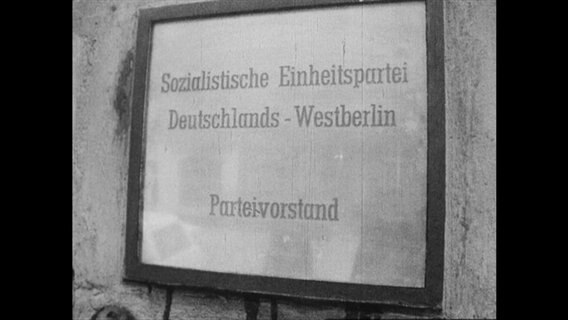 Sozialistische Einheitspartei
Deutschlands - Westberlin
Parteivorstand